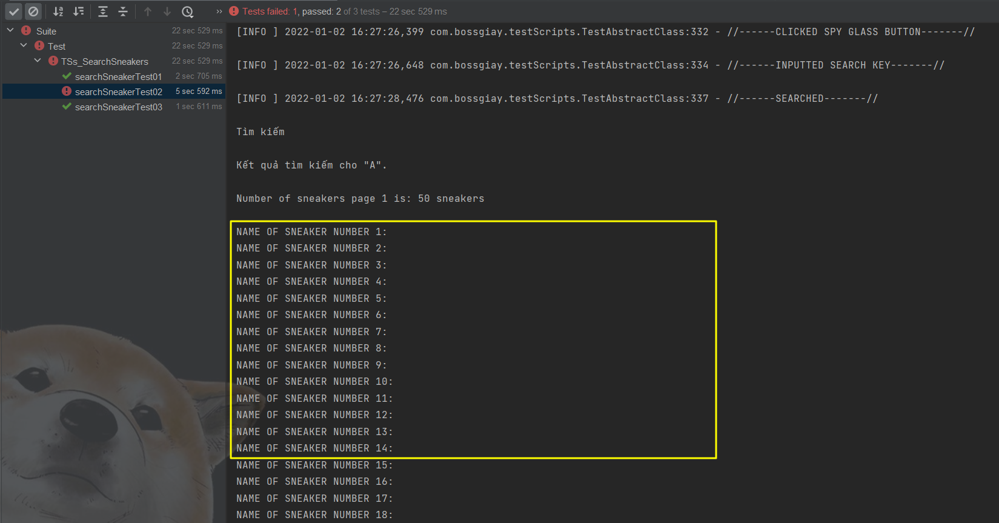 Tests failed: 1, passed: 2 of 3 tests – 22 sec 529 ms
Suite 22 sec 529 ms
Test 22 sec 529 ms
TSs_SearchSneakers 22 sec 529 ms
searchSneakerTest01 2 sec 705 ms
searchSneakerTest02 5 sec 592 ms
searchSneakerTest03 1 sec 611 ms
[INFO ] 2022-01-02 16:27:26,399 com.bossgiay.testScripts.TestAbstractClass:332 - //------CLICKED SPY GLASS BUTTON-------//
[INFO ] 2022-01-02 16:27:26,648 com.bossgiay.testScripts.TestAbstractClass:334 - //------INPUTTED SEARCH KEY-------//
[INFO ] 2022-01-02 16:27:28,476 com.bossgiay.testScripts.TestAbstractClass:337 - //------SEARCHED-------//
Tìm kiếm
Kết quả tìm kiếm cho "A".
Number of sneakers page 1 is: 50 sneakers
NAME OF SNEAKER NUMBER 1:
NAME OF SNEAKER NUMBER 2:
NAME OF SNEAKER NUMBER 3:
NAME OF SNEAKER NUMBER 4:
NAME OF SNEAKER NUMBER 5:
NAME OF SNEAKER NUMBER 6:
NAME OF SNEAKER NUMBER 7:
NAME OF SNEAKER NUMBER 8:
NAME OF SNEAKER NUMBER 9:
NAME OF SNEAKER NUMBER 10:
NAME OF SNEAKER NUMBER 11:
NAME OF SNEAKER NUMBER 12:
NAME OF SNEAKER NUMBER 13:
NAME OF SNEAKER NUMBER 14:
NAME OF SNEAKER NUMBER 15:
NAME OF SNEAKER NUMBER 16:
NAME OF SNEAKER NUMBER 17:
NAME OF SNEAKER NUMBER 18: